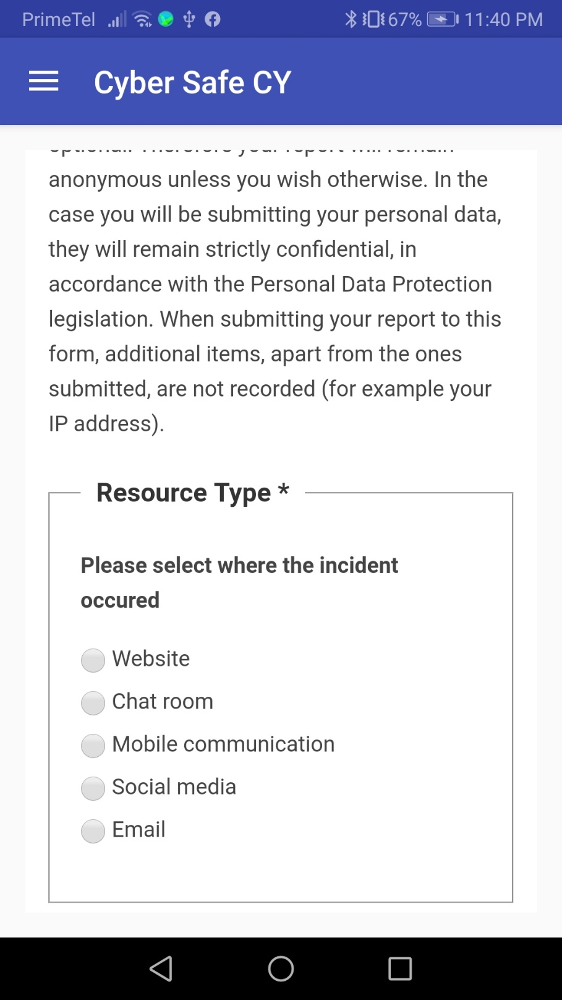 PrimeTel 67% 11:40 PM
Cyber Safe CY
anonymous unless you wish otherwise. In the
case you will be submitting your personal data,
they will remain strictly confidential, in
accordance with the Personal Data Protection
legislation. When submitting your report to this
form, additional items, apart from the ones
submitted, are not recorded (for example your
IP address).
Resource Type *
Please select where the incident
occured
Website
Chat room
Mobile communication
Social media
Email